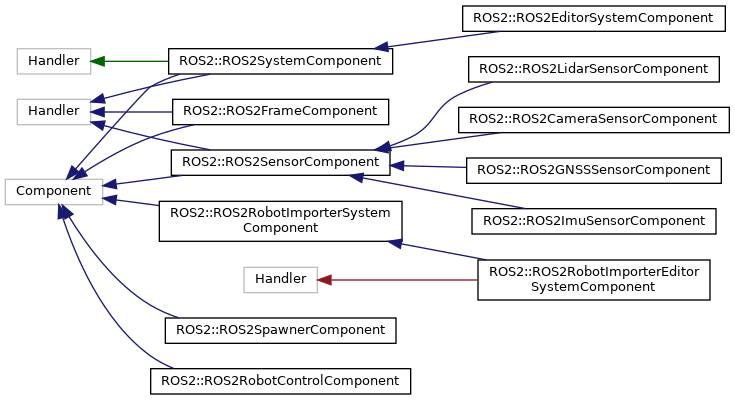 ROS2::ROS2EditorSystemComponent
Handler
ROS2::ROS2SystemComponent
ROS2::ROS2LidarSensorComponent
Handler
ROS2::ROS2FrameComponent
ROS2::ROS2CameraSensorComponent
ROS2::ROS2SensorComponent
ROS2::ROS2GNSSSensorComponent
Component
ROS2::ROS2RobotImporterSystem
Component
ROS2::ROS2ImuSensorComponent
Handler
ROS2::ROS2RobotImporterEditor
SystemComponent
ROS2::ROS2SpawnerComponent
ROS2::ROS2RobotControlComponent